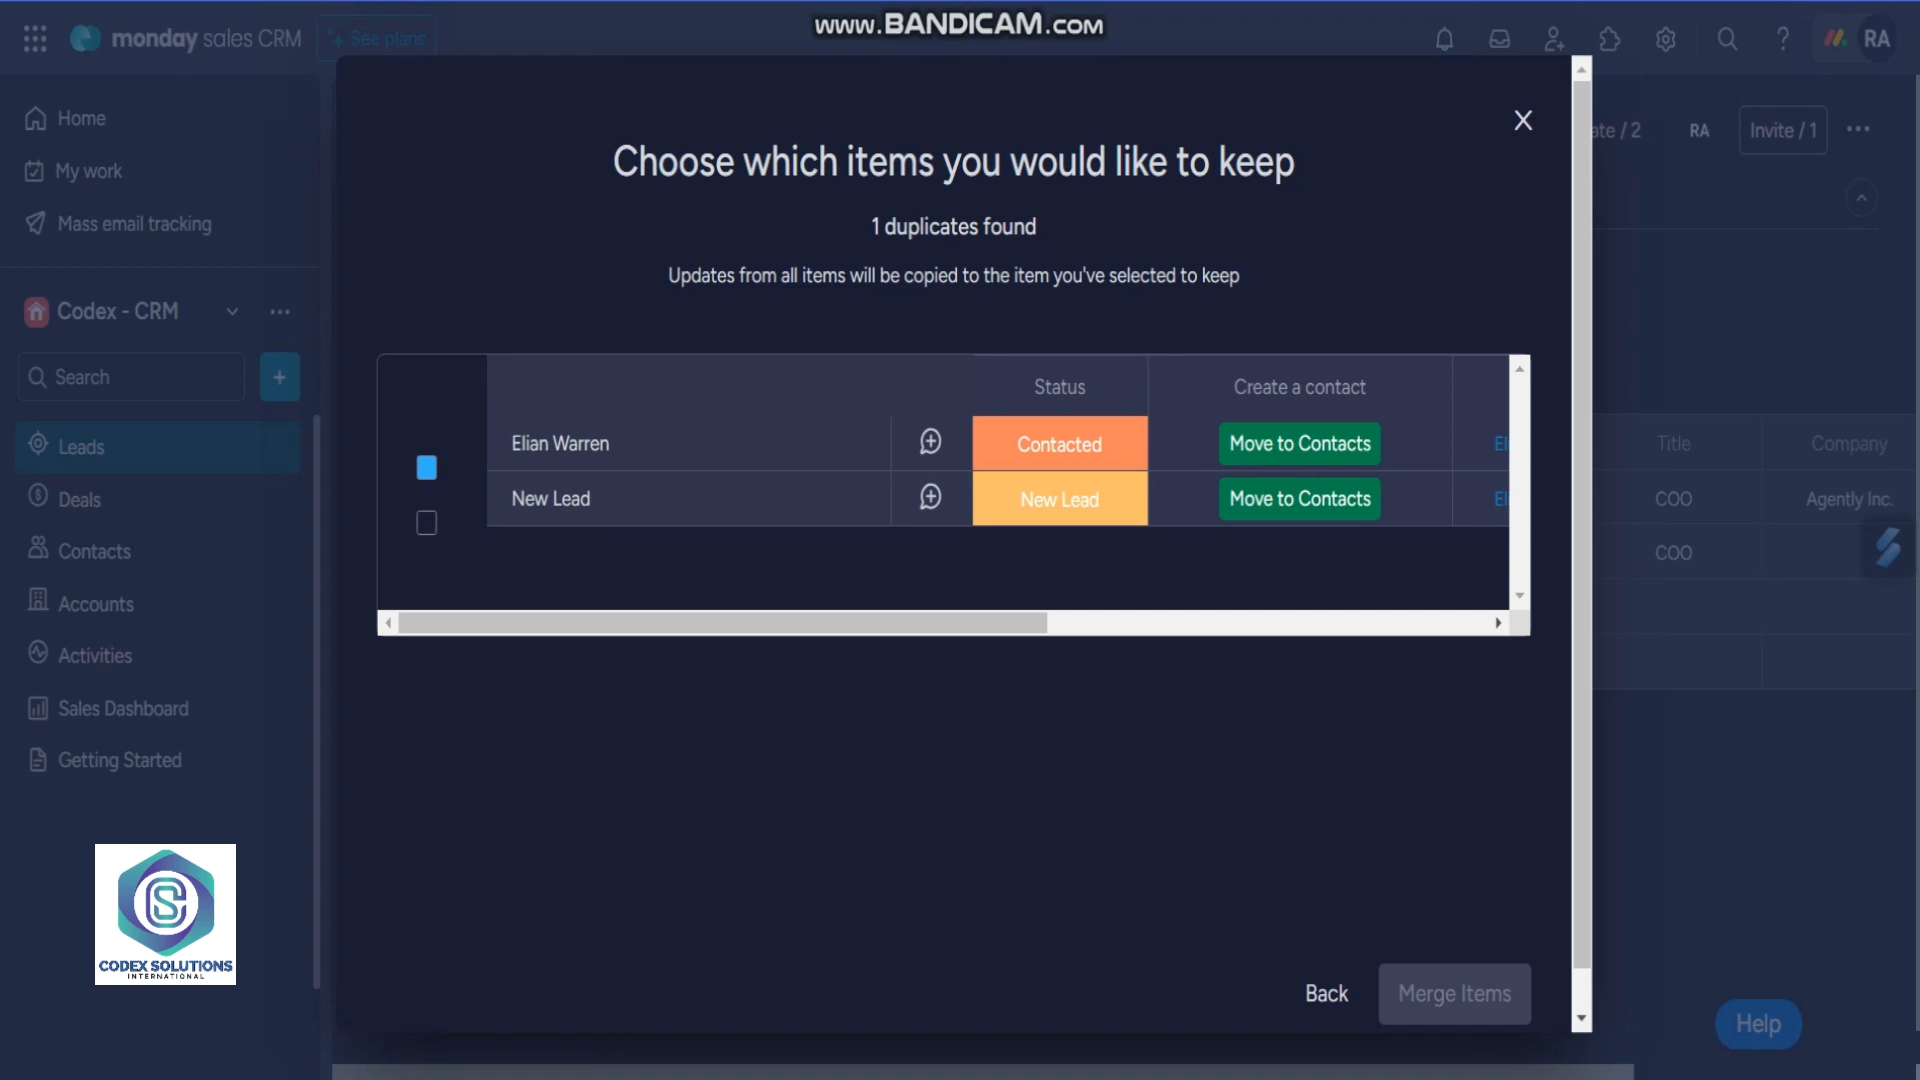 www.BANDICAM.com
monday sales CRM
See plans
RA
Home
My work
Mass email tracking
Codex - CRM
Search
+
Leads
Deals
Contacts
Accounts
Activities
Sales Dashboard
Getting Started
CODEX SOLUTIONS
INTERNATIONAL
X
Choose which items you would like to keep
1 duplicates found
Updates from all items will be copied to the item you've selected to keep
Status
Create a contact
Elian Warren
Contacted
Move to Contacts
New Lead
New Lead
Move to Contacts
Back
Merge Items
/ 2
RA
Invite / 1
Title
Company
COO
Agently Inc.
COO
Help